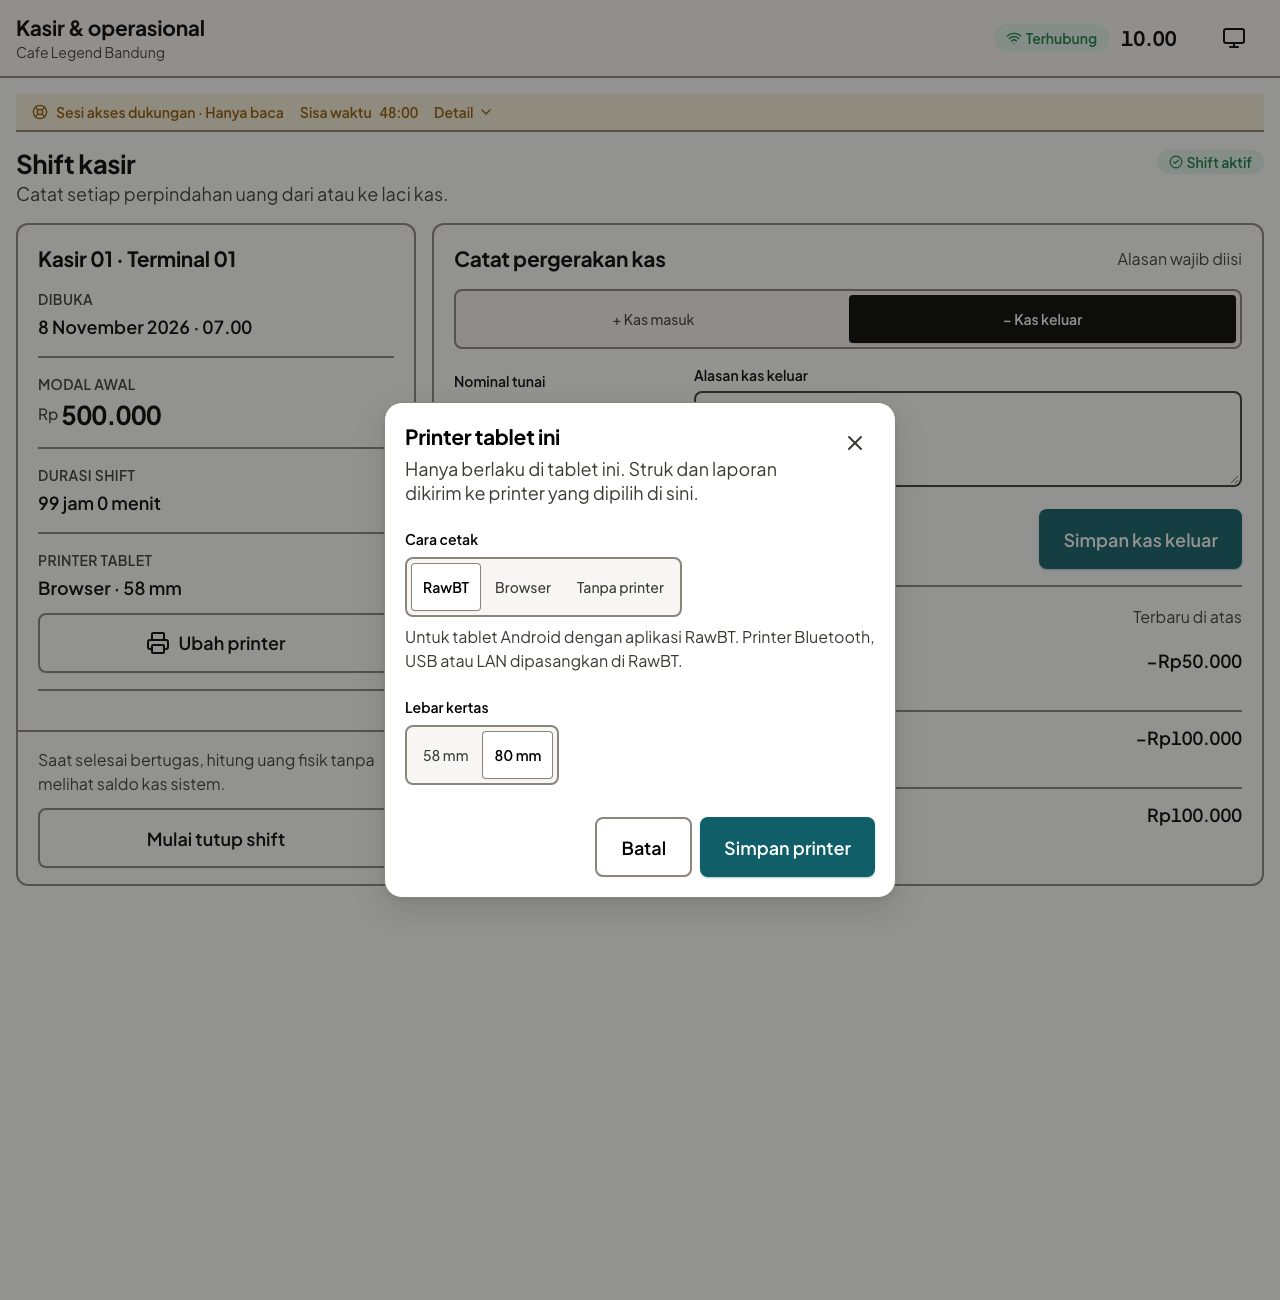 Kasir & operasional
Cafe Legend Bandung
Terhubung
10.00
Sesi akses dukungan · Hanya baca
Sisa waktu 48:00
Detail
Shift kasir
Catat setiap perpindahan uang dari atau ke laci kas.
Shift aktif
Kasir 01 · Terminal 01
DIBUKA
8 November 2026 · 07.00
MODAL AWAL
Rp 500.000
DURASI SHIFT
99 jam 0 menit
PRINTER TABLET
Browser · 58 mm
Ubah printer
Saat selesai bertugas, hitung uang fisik tanpa
melihat saldo kas sistem.
Mulai tutup shift
Catat pergerakan kas
Alasan wajib diisi
+ Kas masuk
− Kas keluar
Nominal tunai
Alasan kas keluar
Simpan kas keluar
Terbaru di atas
−Rp50.000
−Rp100.000
Rp100.000
Printer tablet ini
Hanya berlaku di tablet ini. Struk dan laporan
dikirim ke printer yang dipilih di sini.
Cara cetak
RawBT
Browser
Tanpa printer
Untuk tablet Android dengan aplikasi RawBT. Printer Bluetooth,
USB atau LAN dipasangkan di RawBT.
Lebar kertas
58 mm
80 mm
Batal
Simpan printer